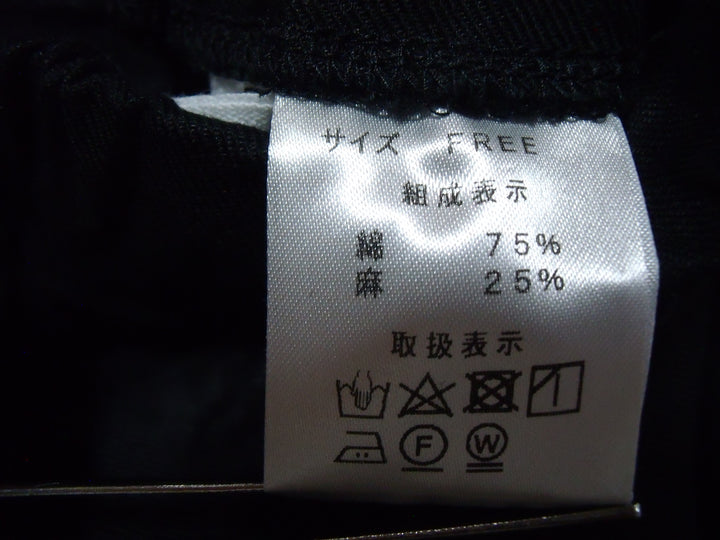 サイズ FREE
組成表示
綿 75%
麻 25%
取扱表示
F W